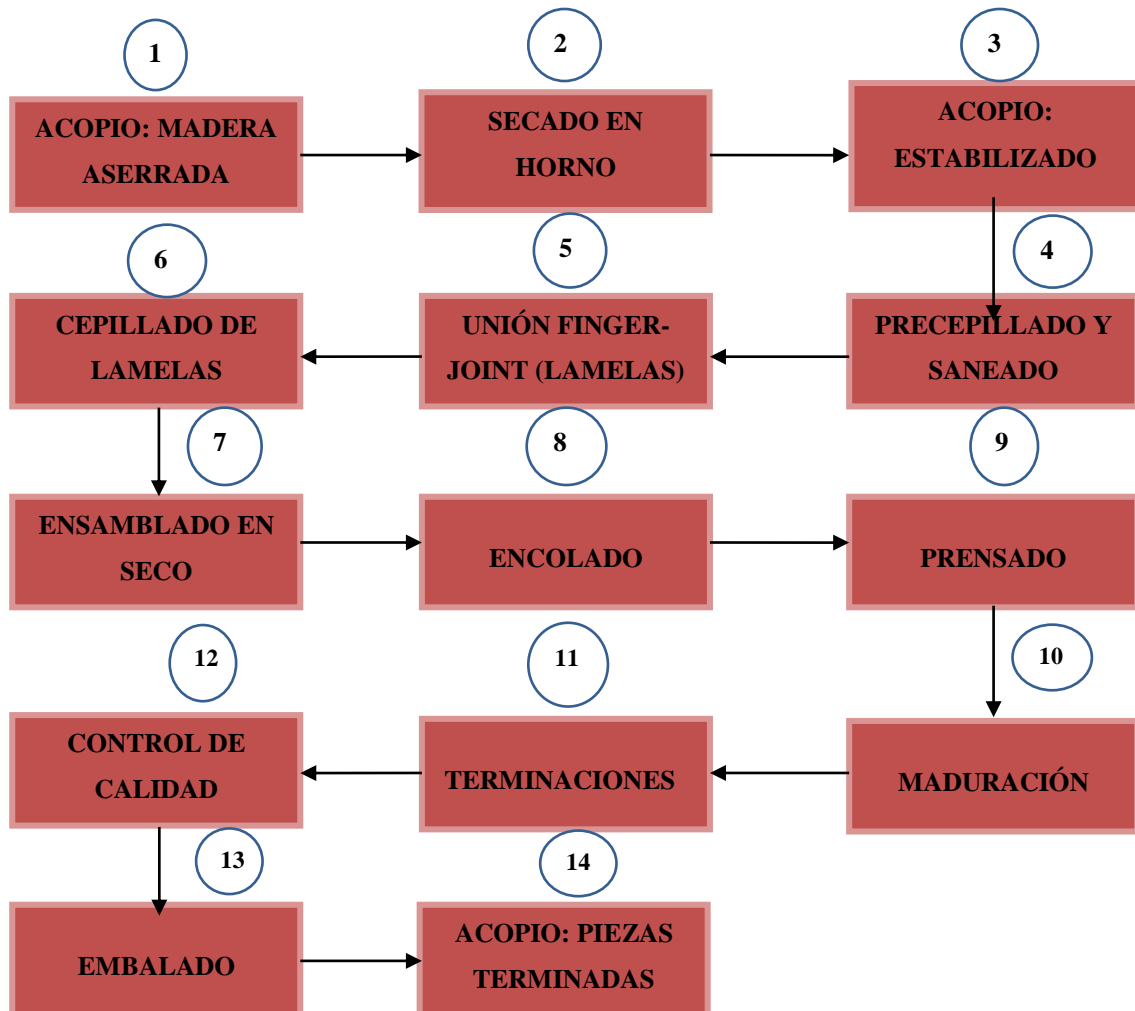 1
ACOPIO: MADERA
ASERRADA
2
SECADO EN
HORNO
3
ACOPIO:
ESTABILIZADO
4
PRECEPILLADO Y
SANEADO
5
UNIÓN FINGER-
JOINT (LAMELAS)
6
CEPILLADO DE
LAMELAS
7
ENSAMBLADO EN
SECO
8
ENCOLADO
9
PRENSADO
10
MADURACIÓN
11
TERMINACIONES
12
CONTROL DE
CALIDAD
13
EMBALADO
14
ACOPIO: PIEZAS
TERMINADAS